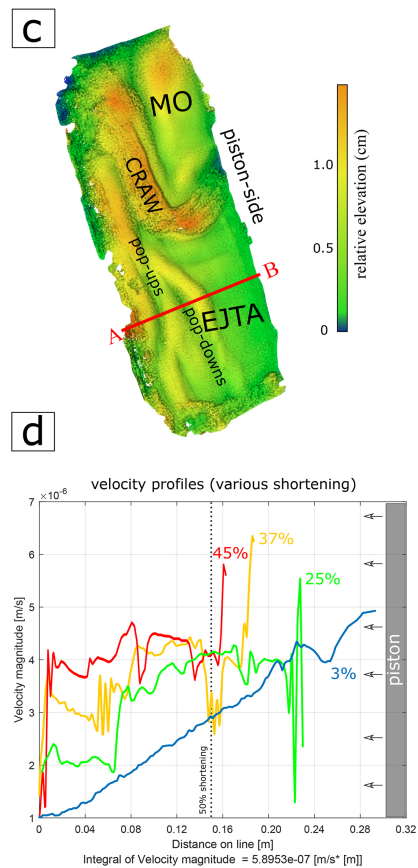 c
MO
CRAW
piston-side
pop-ups
pop-downs
EJTA
A
B
1.0
0.5
0
relative elevation (cm)
d
velocity profiles (various shortening)
×10⁻⁶
7
6
5
4
3
2
1
Velocity magnitude [m/s]
45%
37%
25%
3%
50% shortening
piston
0
0.04
0.08
0.12
0.16
0.20
0.24
0.28
0.32
Distance on line [m]
Integral of Velocity magnitude = 5.8953e-07 [m/s* [m]]